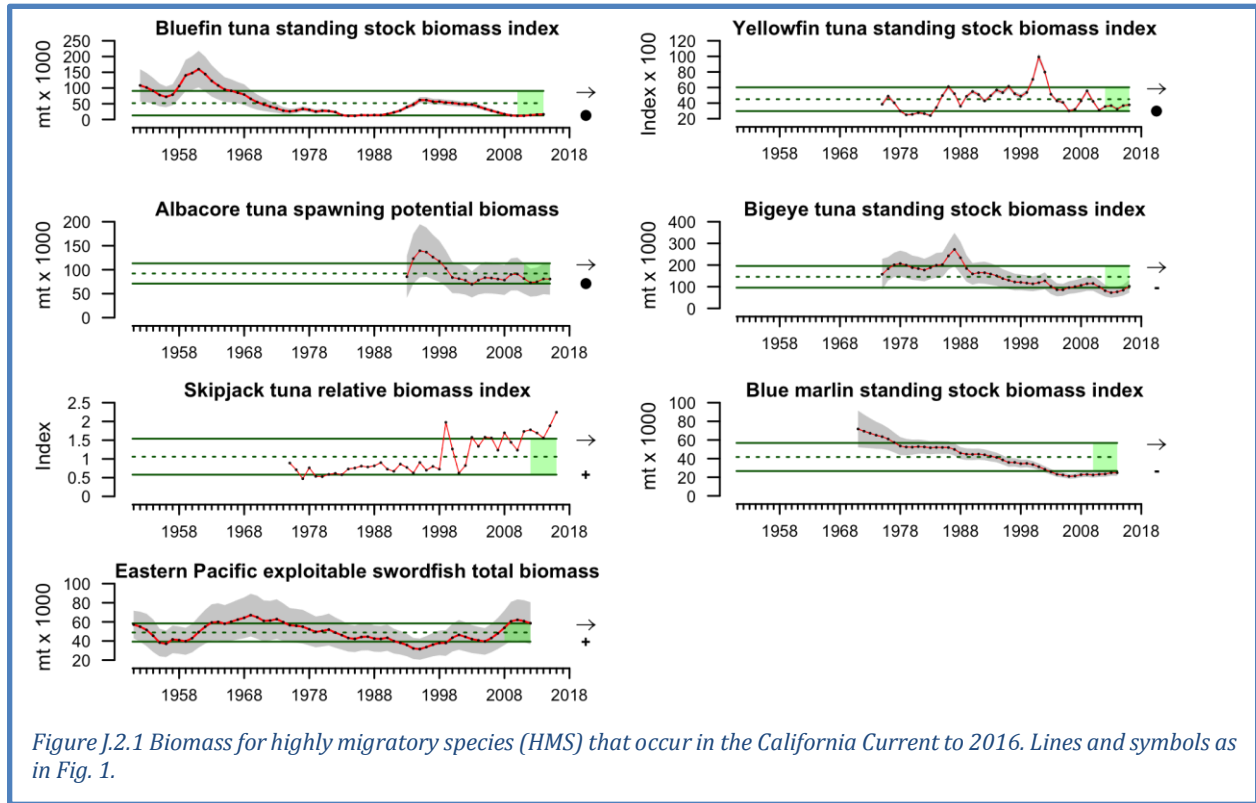 Bluefin tuna standing stock biomass index
mt x 1000
250
200
150
100
50
0
1958 1968 1978 1988 1998 2008 2018
→
●
Yellowfin tuna standing stock biomass index
Index x 100
120
100
80
60
40
20
1958 1968 1978 1988 1998 2008 2018
→
●
Albacore tuna spawning potential biomass
mt x 1000
200
150
100
50
0
1958 1968 1978 1988 1998 2008 2018
→
●
Bigeye tuna standing stock biomass index
mt x 1000
400
300
200
100
0
1958 1968 1978 1988 1998 2008 2018
→
-
Skipjack tuna relative biomass index
Index
2.5
2
1.5
1
0.5
0
1958 1968 1978 1988 1998 2008 2018
→
+
Blue marlin standing stock biomass index
mt x 1000
100
80
60
40
20
0
1958 1968 1978 1988 1998 2008 2018
→
-
Eastern Pacific exploitable swordfish total biomass
mt x 1000
100
80
60
40
20
0
1958 1968 1978 1988 1998 2008 2018
→
+
Figure J.2.1 Biomass for highly migratory species (HMS) that occur in the California Current to 2016. Lines and symbols as
in Fig. 1.